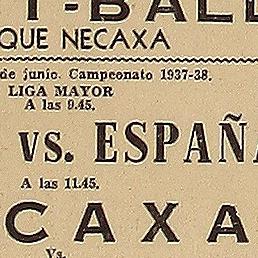 T-BALL
QUE NECAXA
de junio. Campeonato 1937-38.
LIGA MAYOR
A las 9.45.
vs. ESPAÑA
A las 11.45.
CAXA
Vs.